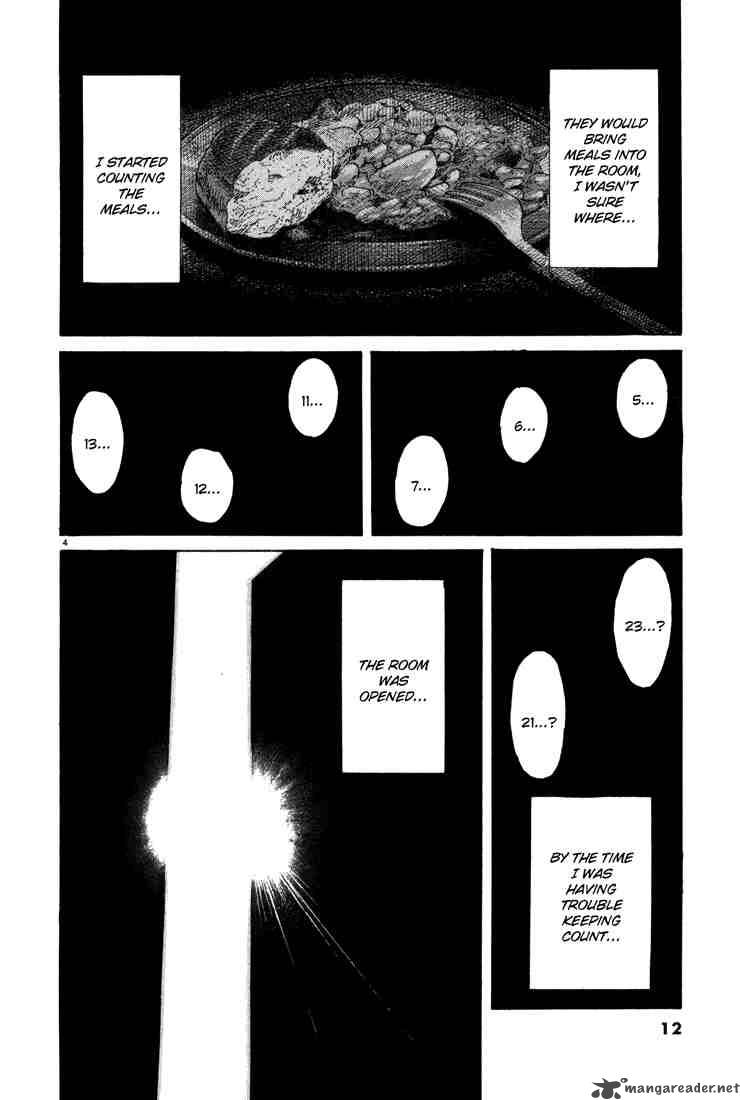 THEY WOULD
BRING
MEALS INTO
THE ROOM,
I WASN'T
SURE
WHERE...
I STARTED
COUNTING
THE
MEALS...
5...
6...
7...
11...
12...
13...
4
23...?
21...?
BY THE TIME
I WAS
HAVING
TROUBLE
KEEPING
COUNT...
THE ROOM
WAS
OPENED...
12
mangareader.net